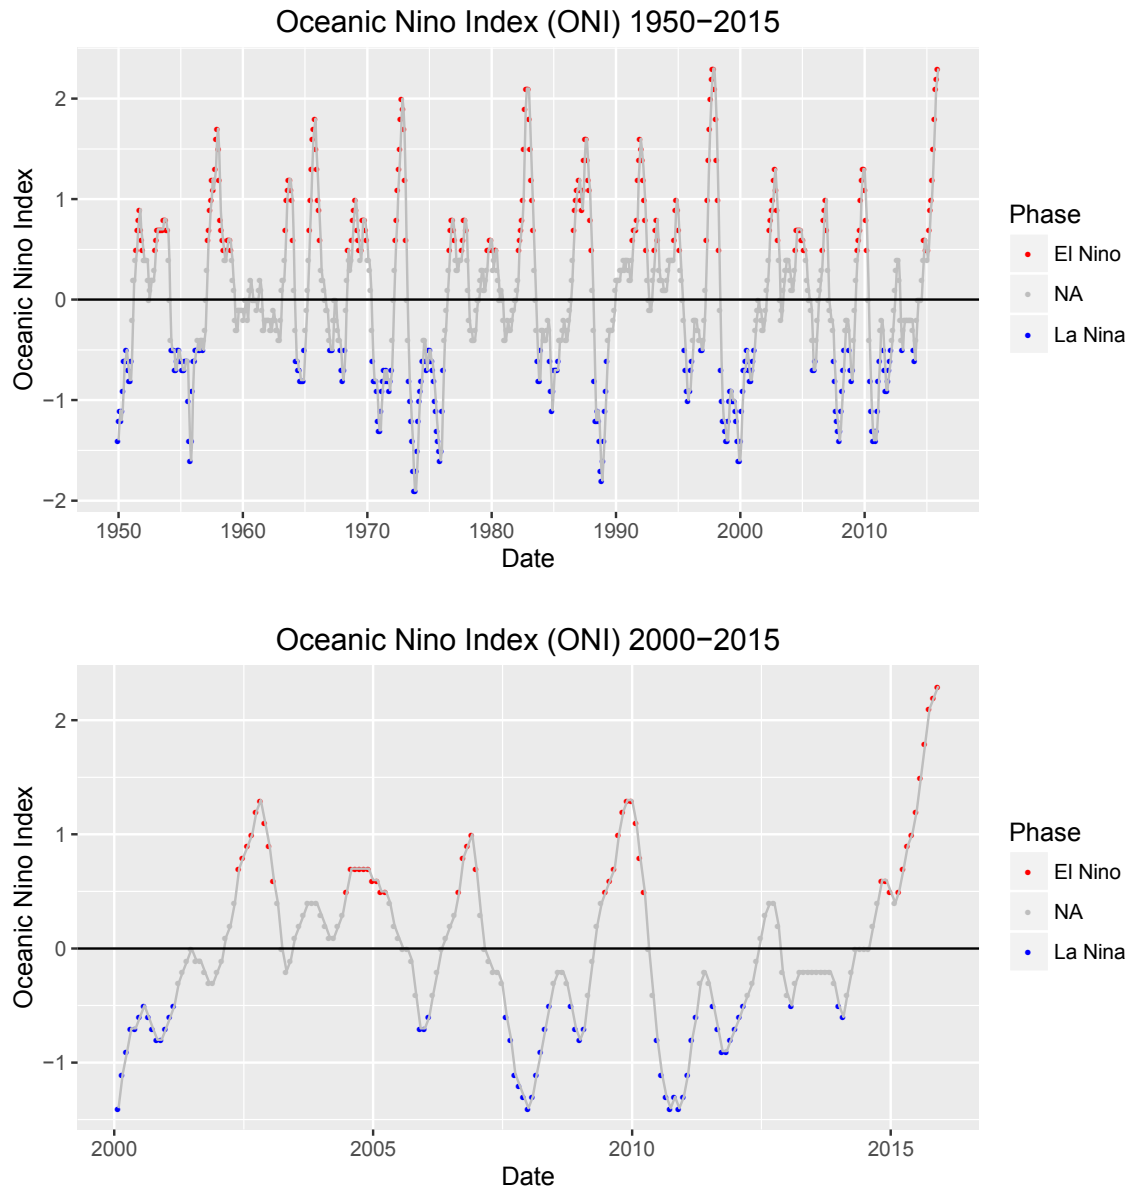 Oceanic Nino Index (ONI) 1950−2015
Oceanic Nino Index
2
1
0
−1
−2
1950 1960 1970 1980 1990 2000 2010
Date
Phase
El Nino
NA
La Nina
Oceanic Nino Index (ONI) 2000−2015
Oceanic Nino Index
2
1
0
−1
2000 2005 2010 2015
Date
Phase
El Nino
NA
La Nina